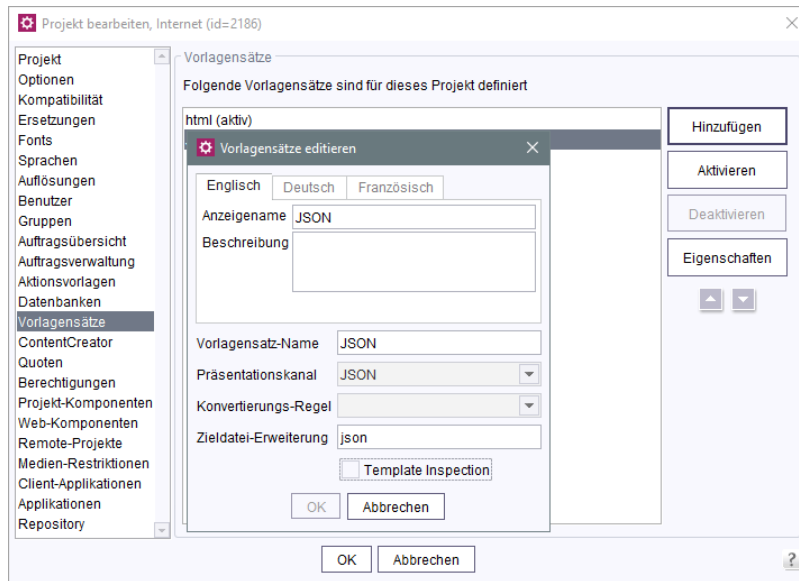 Projekt bearbeiten, Internet (id=2186)
Projekt
Optionen
Kompatibilität
Ersetzungen
Fonts
Sprachen
Auflösungen
Benutzer
Gruppen
Auftragsübersicht
Auftragsverwaltung
Aktionsvorlagen
Datenbanken
Vorlagensätze
ContentCreator
Quoten
Berechtigungen
Projekt-Komponenten
Web-Komponenten
Remote-Projekte
Medien-Restriktionen
Client-Applikationen
Applikationen
Repository
Vorlagensätze
Folgende Vorlagensätze sind für dieses Projekt definiert
html (aktiv)
Vorlagensätze editieren
Englisch Deutsch Französisch
Anzeigename JSON
Beschreibung
Vorlagensatz-Name JSON
Präsentationskanal JSON
Konvertierungs-Regel
Zieldatei-Erweiterung json
Template Inspection
OK Abbrechen
Hinzufügen
Aktivieren
Deaktivieren
Eigenschaften
OK Abbrechen
?